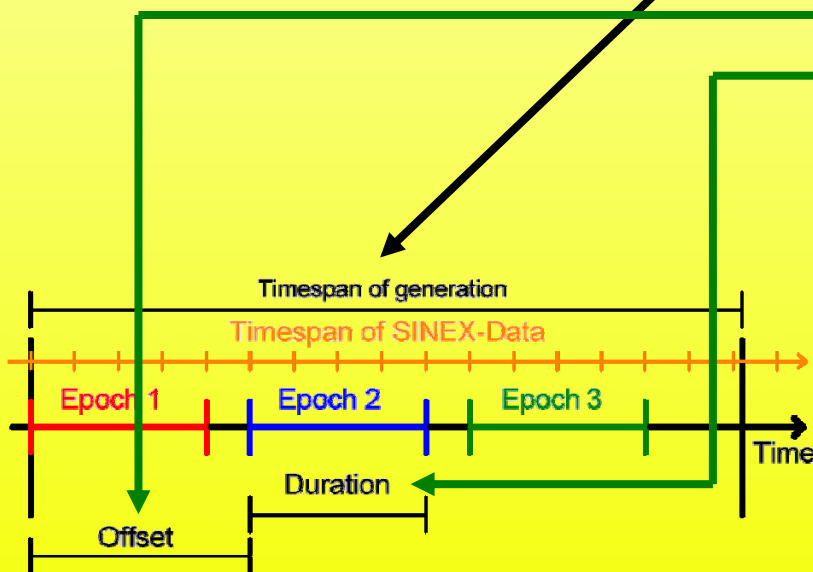 Timespan of generation
Timespan of SINEX-Data
Epoch 1 Epoch 2 Epoch 3
Time
Duration
Offset